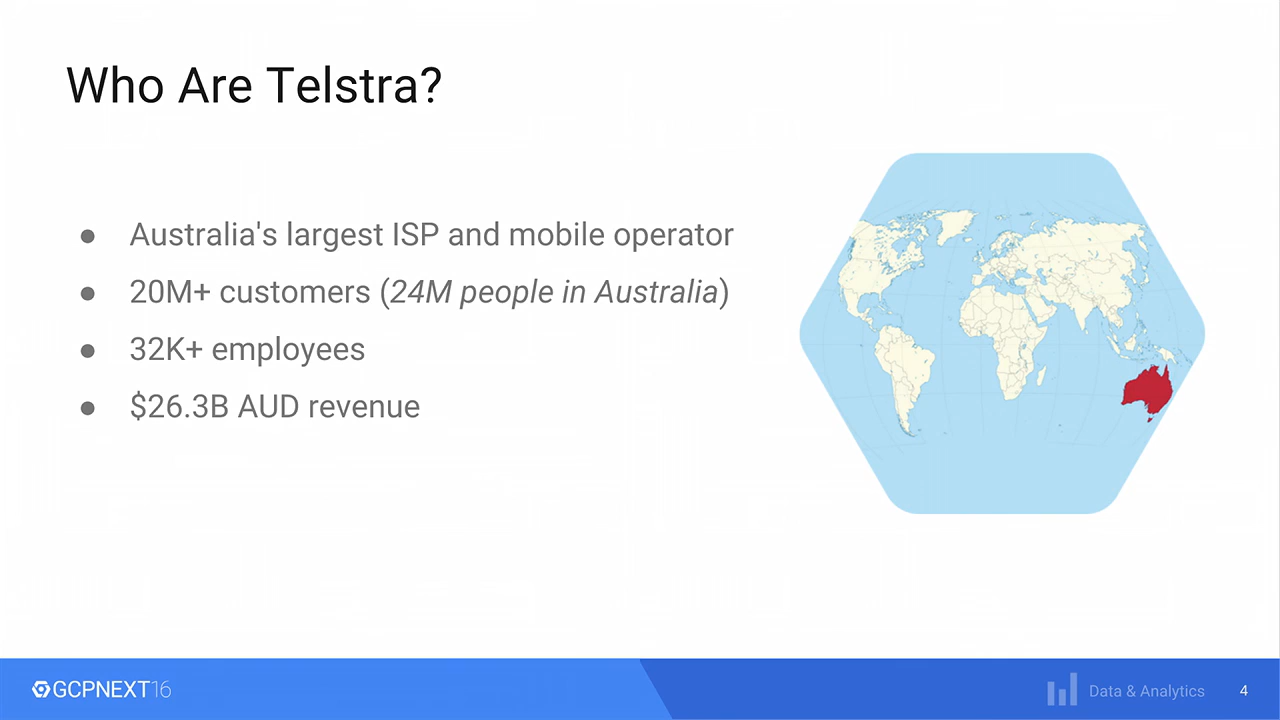 Who Are Telstra?
● Australia's largest ISP and mobile operator
● 20M+ customers (24M people in Australia)
● 32K+ employees
● $26.3B AUD revenue
GCPNEXT16
Data & Analytics
4